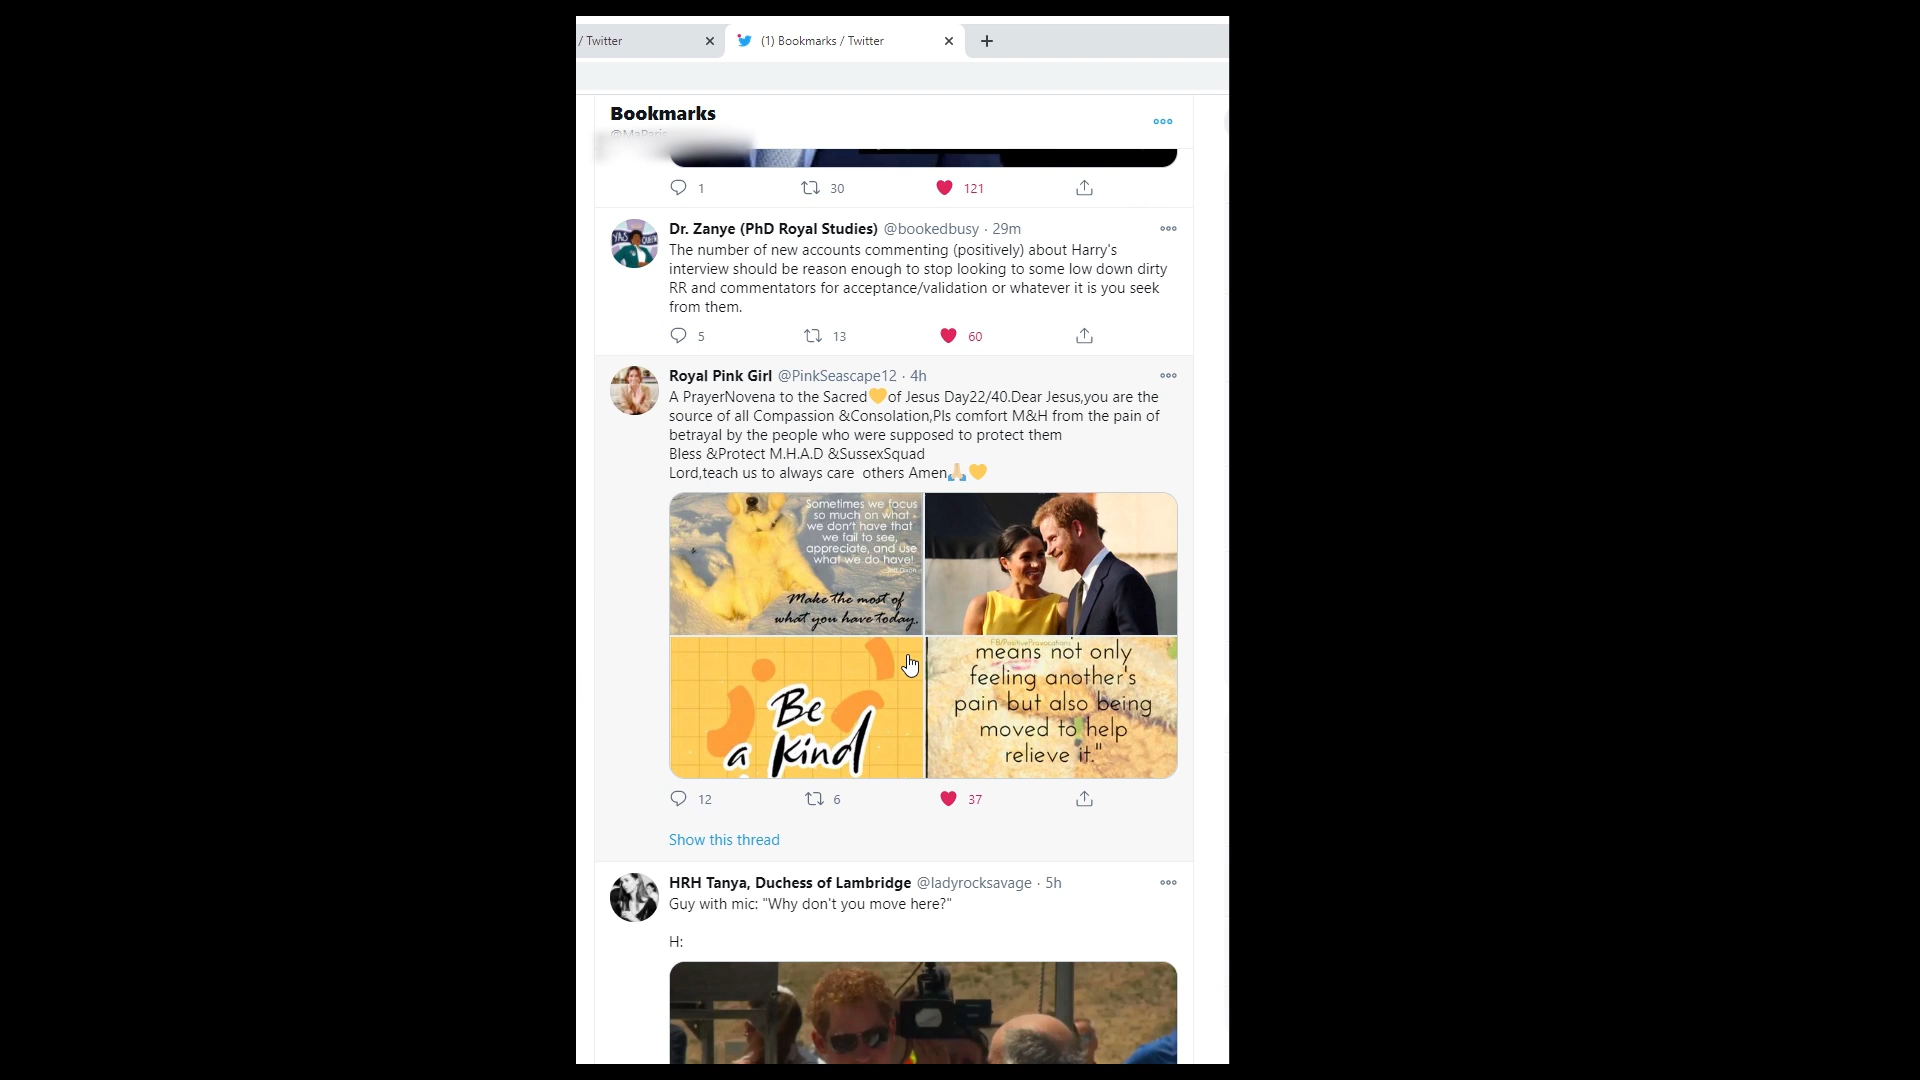 / Twitter
(1) Bookmarks / Twitter
Bookmarks
@MaParis
1 30 121
Dr. Zanye (PhD Royal Studies) @bookedbusy · 29m
The number of new accounts commenting (positively) about Harry's
interview should be reason enough to stop looking to some low down dirty
RR and commentators for acceptance/validation or whatever it is you seek
from them.
5 13 60
Royal Pink Girl @PinkSeascape12 · 4h
A PrayerNovena to the Sacred💛of Jesus Day22/40.Dear Jesus,you are the
source of all Compassion &Consolation,Pls comfort M&H from the pain of
betrayal by the people who were supposed to protect them
Bless &Protect M.H.A.D &SussexSquad
Lord,teach us to always care  others Amen🙏🏼💛
Sometimes we focus
so much on what
we don't have that
we fail to see,
appreciate, and use
what we do have!
Make the most of
what you have today.
Be
a kind
FB/PositiveProvocations
means not only
feeling another's
pain but also being
moved to help
relieve it."
12 6 37
Show this thread
HRH Tanya, Duchess of Lambridge @ladyrocksavage · 5h
Guy with mic: "Why don't you move here?"
H: